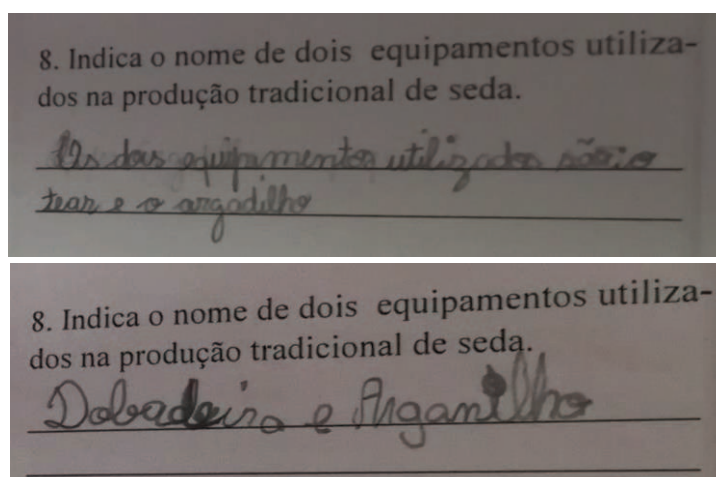 8. Indica o nome de dois equipamentos utiliza-
dos na produção tradicional de seda.
Os dois equipamentos utilizados são o
tear e o argadilho
8. Indica o nome de dois equipamentos utiliza-
dos na produção tradicional de seda.
Dobadeira e Arganilho